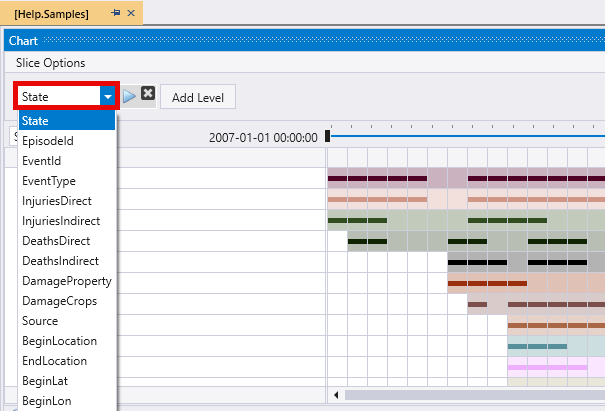 [Help.Samples]
Chart
Slice Options
State
Add Level
2007-01-01 00:00:00
State
EpisodeId
EventId
EventType
InjuriesDirect
InjuriesIndirect
DeathsDirect
DeathsIndirect
DamageProperty
DamageCrops
Source
BeginLocation
EndLocation
BeginLat
BeginLon